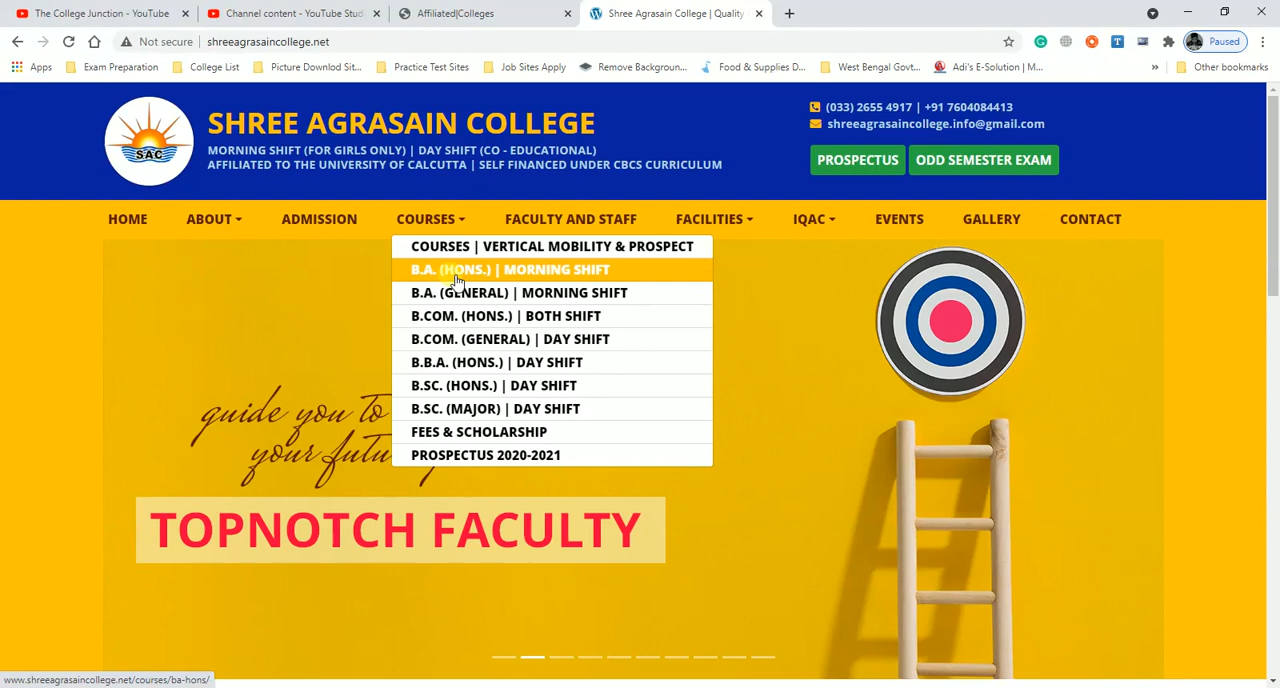 The College Junction - YouTube
Channel content - YouTube Stud
Affiliated|Colleges
Shree Agrasain College | Quality
Not secure
shreeagrasaincollege.net
Paused
Apps
Exam Preparation
College List
Picture Downlod Sit...
Practice Test Sites
Job Sites Apply
Remove Backgroun...
Food & Supplies D...
West Bengal Govt...
Adi's E-Solution | M...
»
Other bookmarks
SAC
SHREE AGRASAIN COLLEGE
MORNING SHIFT (FOR GIRLS ONLY) | DAY SHIFT (CO - EDUCATIONAL)
AFFILIATED TO THE UNIVERSITY OF CALCUTTA | SELF FINANCED UNDER CBCS CURRICULUM
(033) 2655 4917 | +91 7604084413
shreeagrasaincollege.info@gmail.com
PROSPECTUS
ODD SEMESTER EXAM
HOME ABOUT ADMISSION COURSES FACULTY AND STAFF FACILITIES IQAC EVENTS GALLERY CONTACT
COURSES | VERTICAL MOBILITY & PROSPECT
B.A. (HONS.) | MORNING SHIFT
B.A. (GENERAL) | MORNING SHIFT
B.COM. (HONS.) | BOTH SHIFT
B.COM. (GENERAL) | DAY SHIFT
B.B.A. (HONS.) | DAY SHIFT
B.SC. (HONS.) | DAY SHIFT
B.SC. (MAJOR) | DAY SHIFT
FEES & SCHOLARSHIP
PROSPECTUS 2020-2021
guide you to
your futu
TOPNOTCH FACULTY
www.shreeagrasaincollege.net/courses/ba-hons/